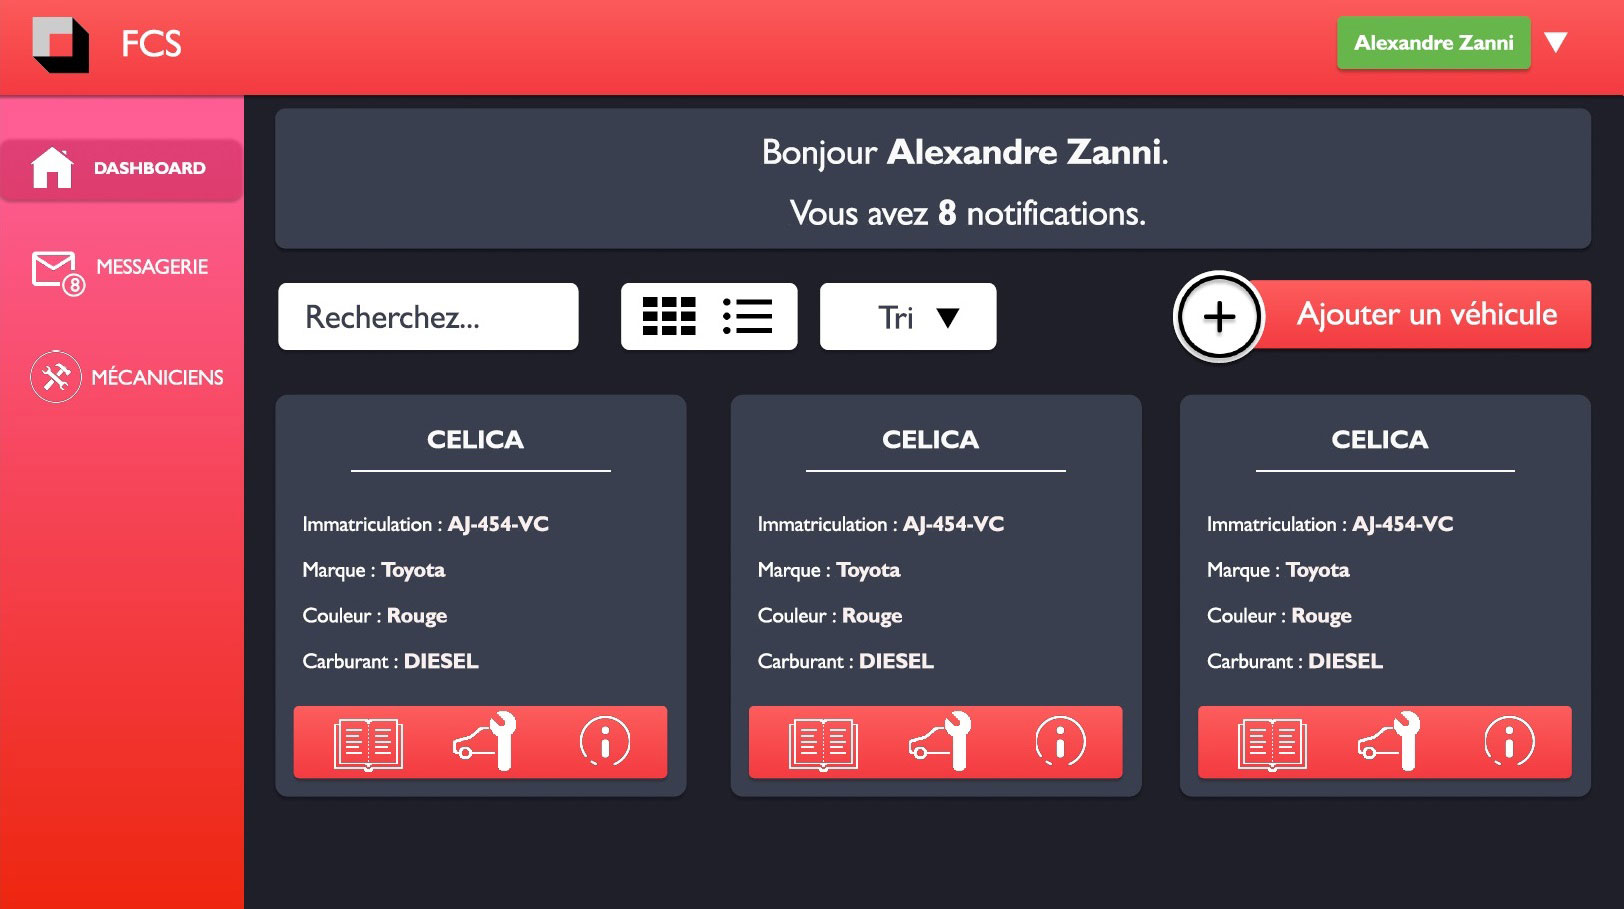 FCS
Alexandre Zanni
DASHBOARD
MESSAGERIE
8
MÉCANICIENS
Bonjour Alexandre Zanni.
Vous avez 8 notifications.
Recherchez...
Tri
Ajouter un véhicule
CELICA
Immatriculation : AJ-454-VC
Marque : Toyota
Couleur : Rouge
Carburant : DIESEL
CELICA
Immatriculation : AJ-454-VC
Marque : Toyota
Couleur : Rouge
Carburant : DIESEL
CELICA
Immatriculation : AJ-454-VC
Marque : Toyota
Couleur : Rouge
Carburant : DIESEL